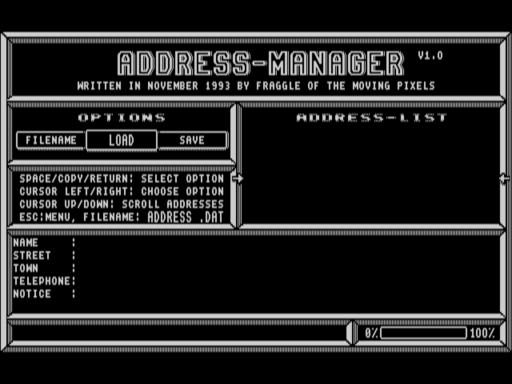 ADDRESS-MANAGER V1.0
WRITTEN IN NOVEMBER 1993 BY FRAGGLE OF THE MOVING PIXELS
OPTIONS
FILENAME LOAD SAVE
SPACE/COPY/RETURN: SELECT OPTION
CURSOR LEFT/RIGHT: CHOOSE OPTION
CURSOR UP/DOWN: SCROLL ADDRESSES
ESC:MENU, FILENAME: ADDRESS .DAT
ADDRESS-LIST
NAME :
STREET :
TOWN :
TELEPHONE:
NOTICE :
0% 100%